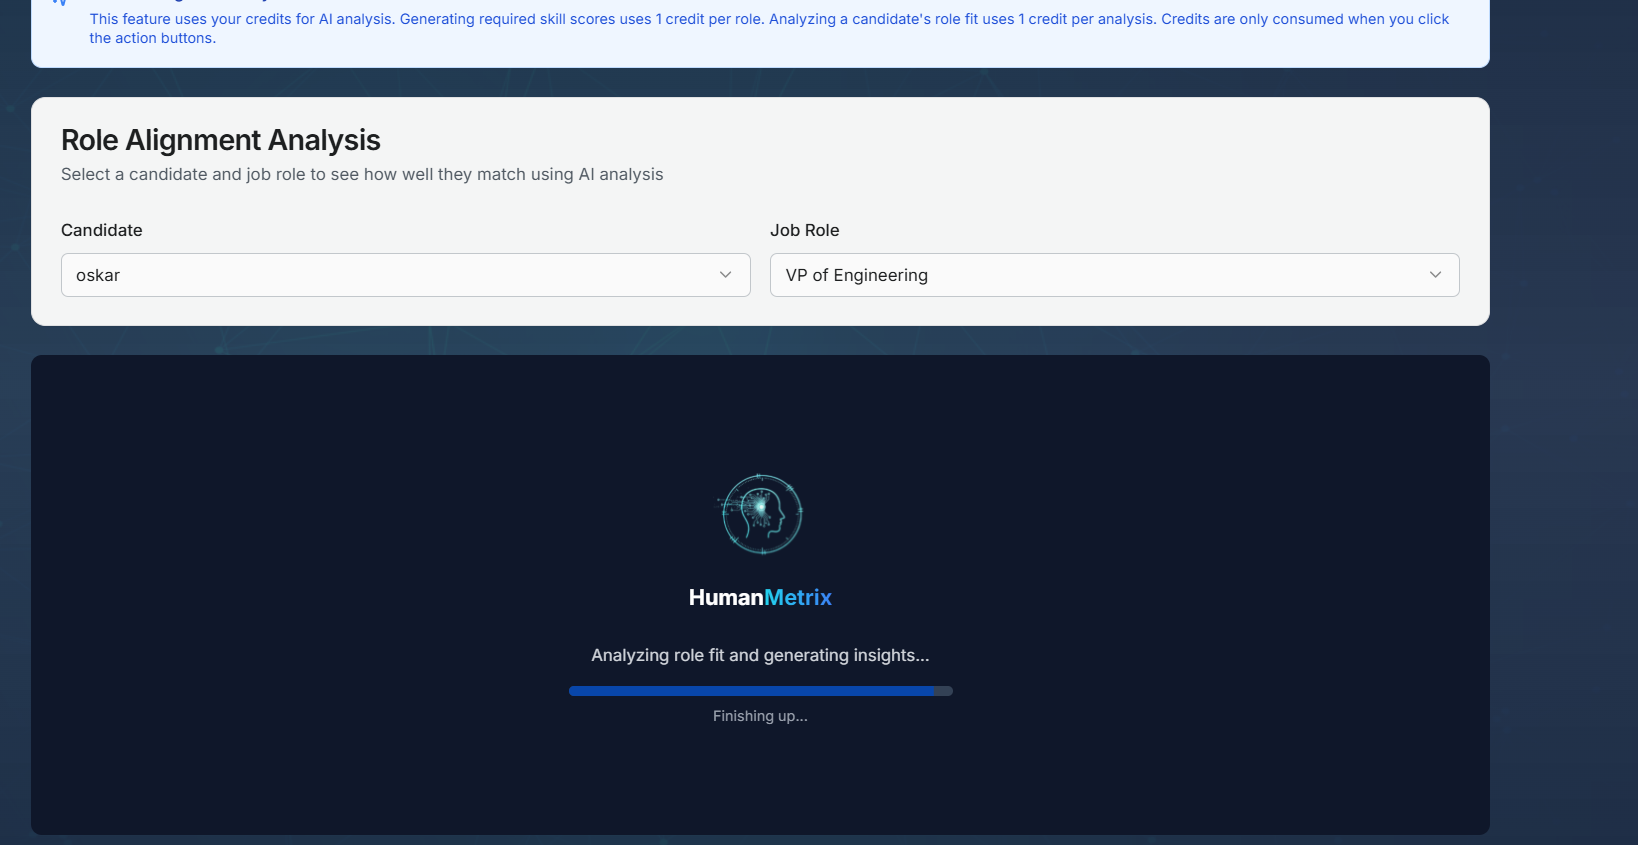 This feature uses your credits for AI analysis. Generating required skill scores uses 1 credit per role. Analyzing a candidate's role fit uses 1 credit per analysis. Credits are only consumed when you click
the action buttons.
Role Alignment Analysis
Select a candidate and job role to see how well they match using AI analysis
Candidate
Job Role
oskar
VP of Engineering
HumanMetrix
Analyzing role fit and generating insights...
Finishing up...